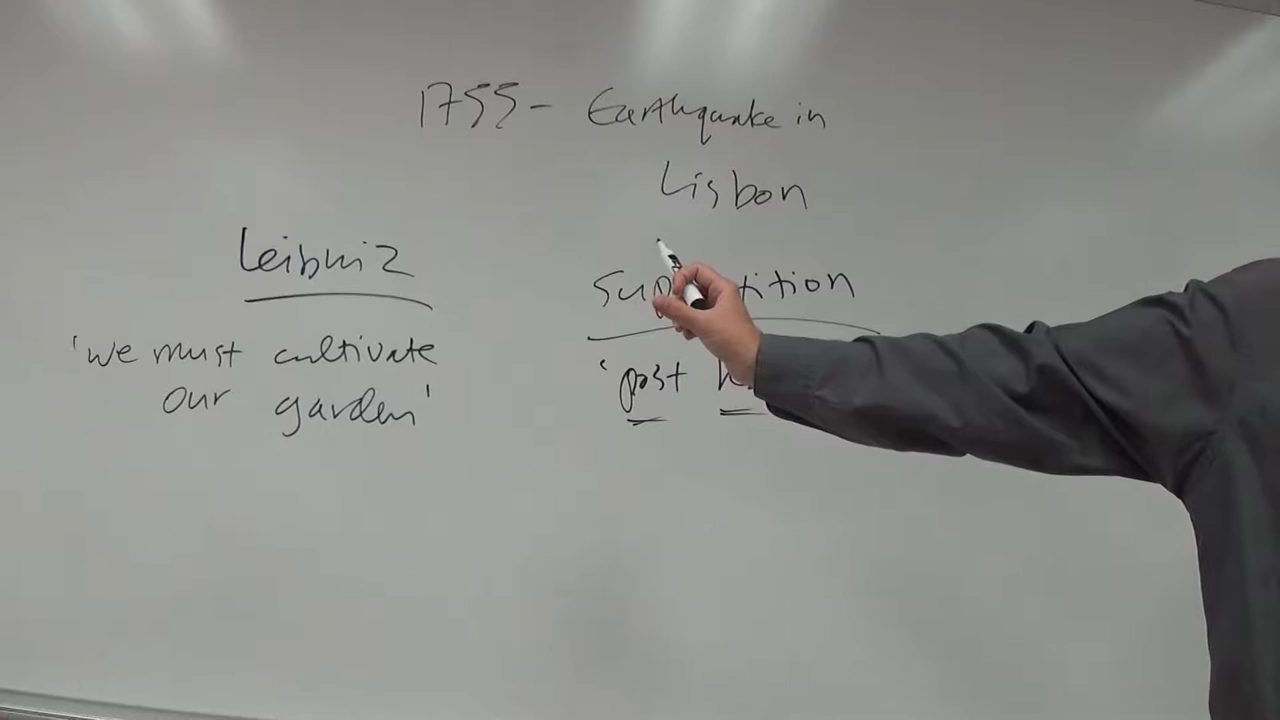 1755 - Earthquake in
Lisbon
Leibniz
'we must cultivate
our garden'
'post